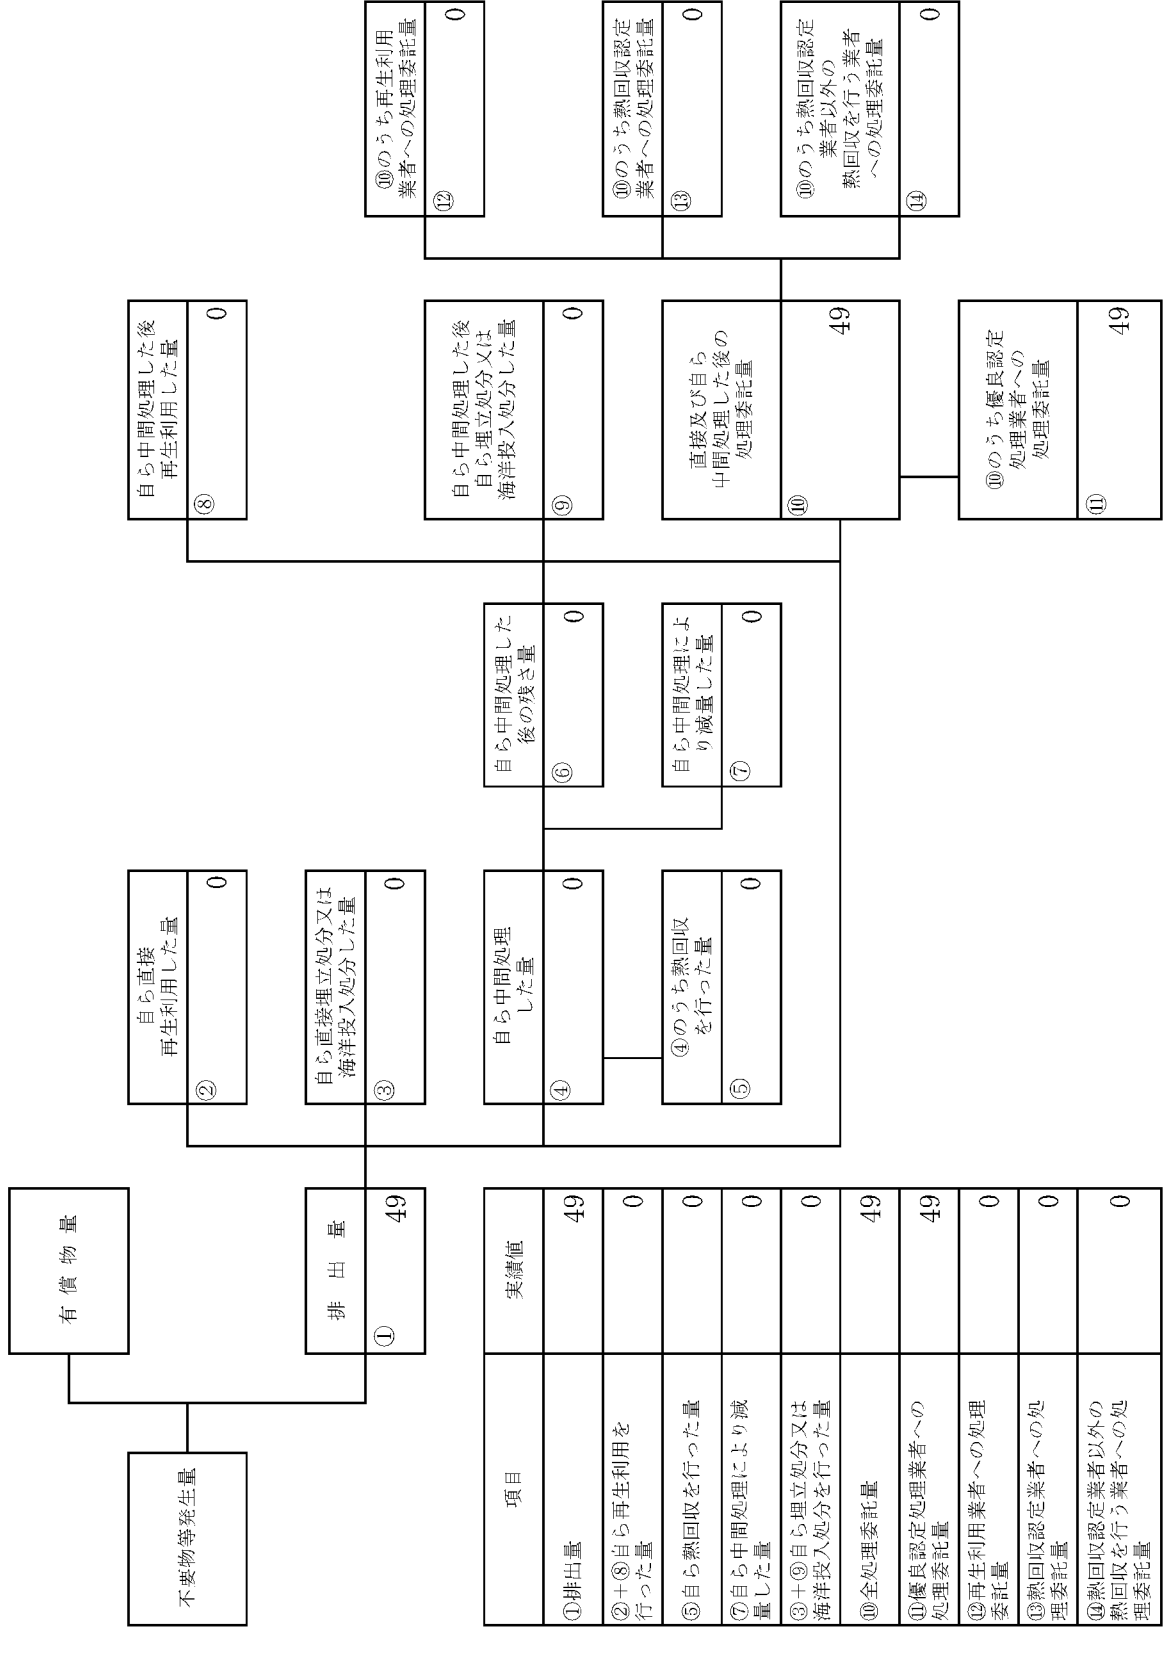 有償物量
不要物等発生量
排出量
①
49
自ら直接
再生利用した量
②
0
自ら直接埋立処分又は
海洋投入処分した量
③
0
自ら中間処理
した量
④
0
④のうち熱回収
を行った量
⑤
0
自ら中間処理した
後の残さ量
⑥
0
自ら中間処理によ
り減量した量
⑦
0
自ら中間処理した後
再生利用した量
⑧
0
自ら中間処理した後
自ら埋立処分又は
海洋投入処分した量
⑨
0
直接及び自ら
中間処理した後の
処理委託量
⑩
49
⑩のうち優良認定
処理業者への
処理委託量
⑪
49
⑩のうち再生利用
業者への処理委託量
⑫
0
⑩のうち熱回収認定
業者への処理委託量
⑬
0
⑩のうち熱回収認定
業者以外の
熱回収を行う業者
への処理委託量
⑭
0
項目 実績値
①排出量 49
②＋⑧自ら再生利用を
行った量 0
⑤自ら熱回収を行った量 0
⑦自ら中間処理により減
量した量 0
③＋⑨自ら埋立処分又は
海洋投入処分を行った量 0
⑩全処理委託量 49
⑪優良認定処理業者への
処理委託量 49
⑫再生利用業者への処理
委託量 0
⑬熱回収認定業者への処
理委託量 0
⑭熱回収認定業者以外の
熱回収を行う業者への処
理委託量 0